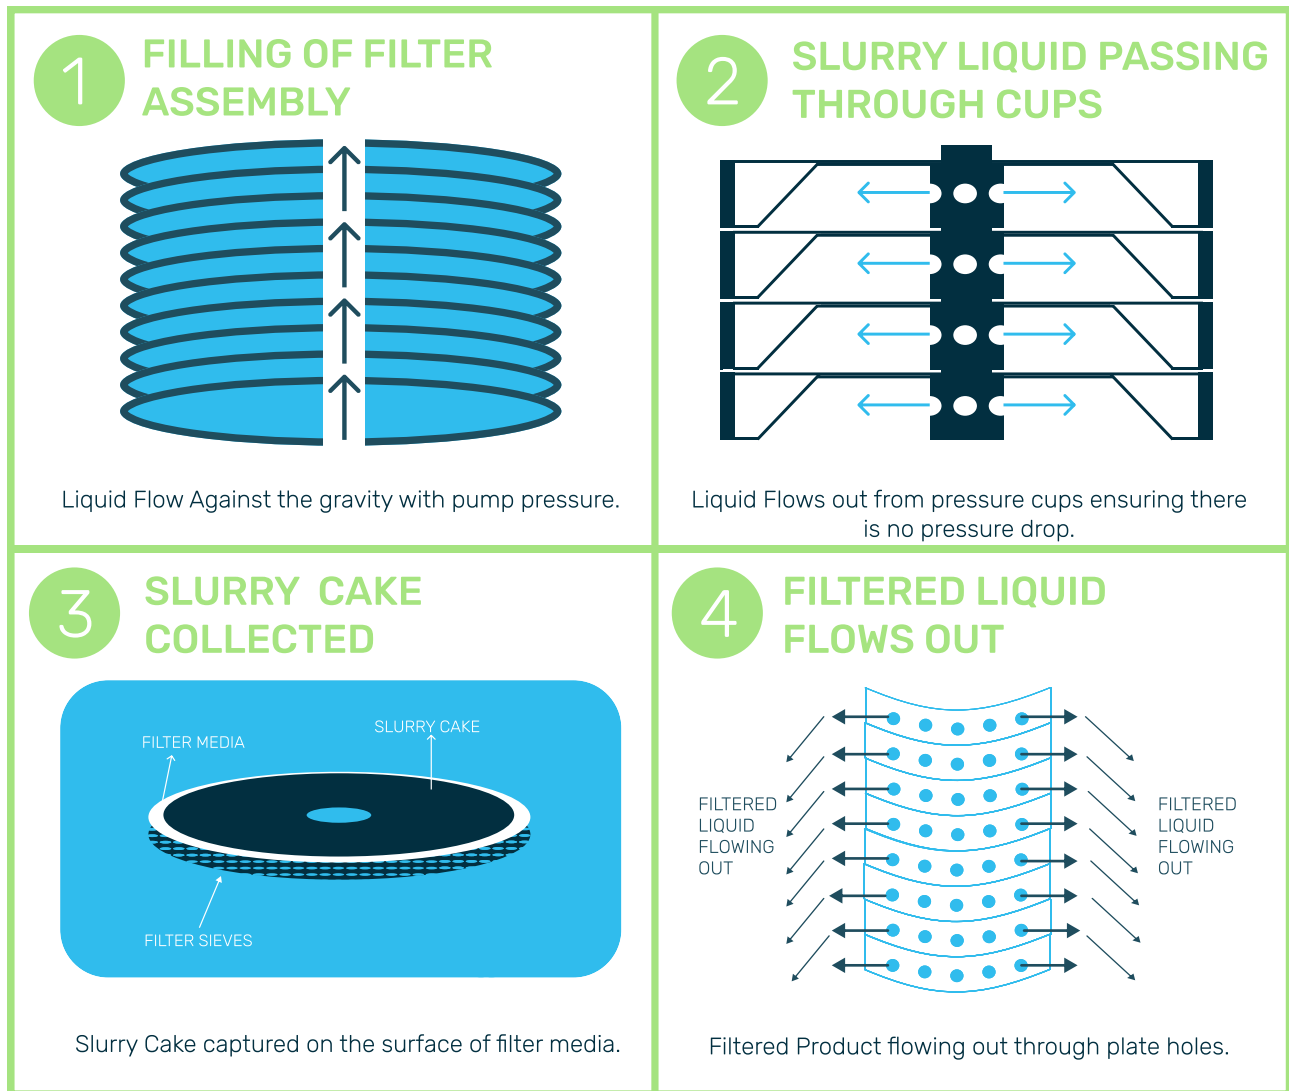 1
FILLING OF FILTER
ASSEMBLY
Liquid Flow Against the gravity with pump pressure.
2
SLURRY LIQUID PASSING
THROUGH CUPS
Liquid Flows out from pressure cups ensuring there
is no pressure drop.
3
SLURRY CAKE
COLLECTED
SLURRY CAKE
FILTER MEDIA
FILTER SIEVES
Slurry Cake captured on the surface of filter media.
4
FILTERED LIQUID
FLOWS OUT
FILTERED
LIQUID
FLOWING
OUT
FILTERED
LIQUID
FLOWING
OUT
Filtered Product flowing out through plate holes.